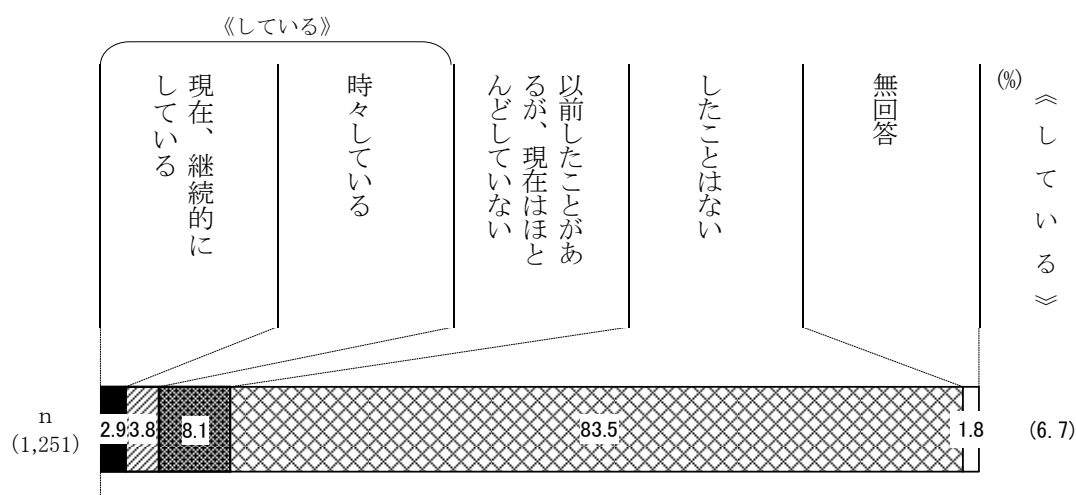 《している》
現在、継続的に
している
時々している
以前したことがあ
るが、現在はほと
んどしていない
したことはない
無回答
(%)
《している》
n
(1,251)
2.9
3.8
8.1
83.5
1.8
(6.7)